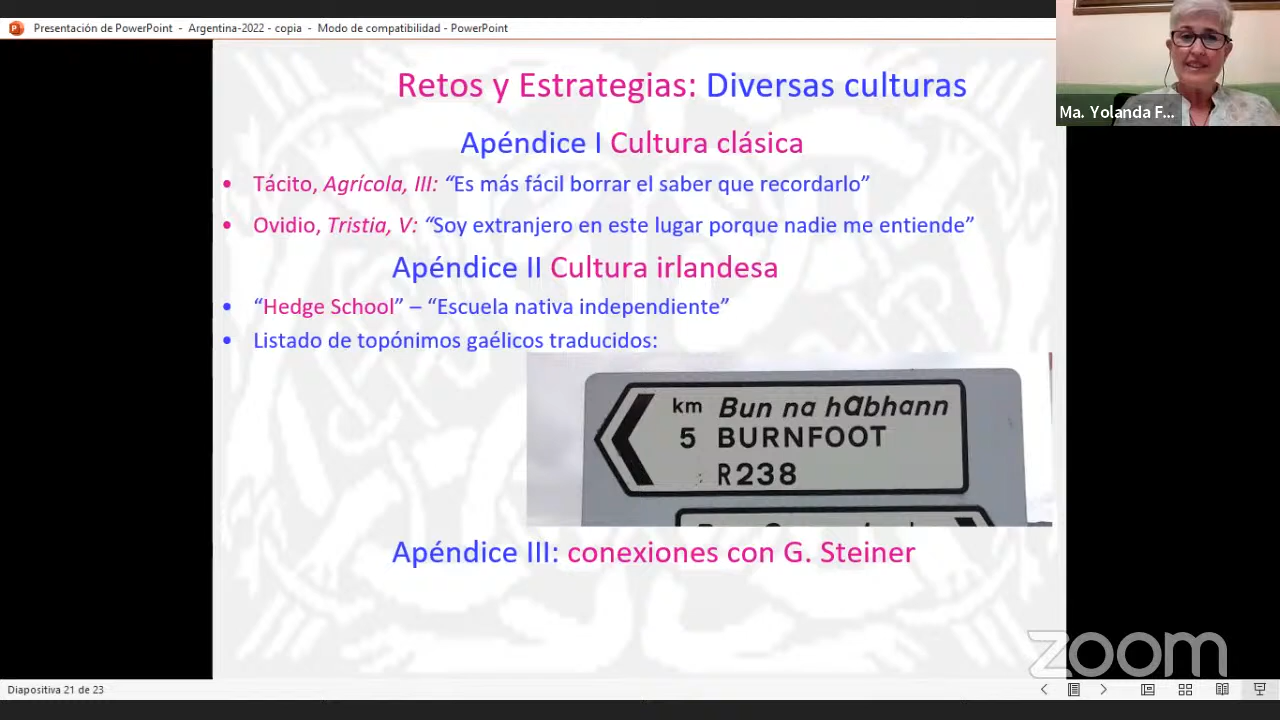 Presentación de PowerPoint - Argentina-2022 - copia - Modo de compatibilidad - PowerPoint
Ma. Yolanda F...
Retos y Estrategias: Diversas culturas
Apéndice I Cultura clásica
• Tácito, Agrícola, III: “Es más fácil borrar el saber que recordarlo”
• Ovidio, Tristia, V: “Soy extranjero en este lugar porque nadie me entiende”
Apéndice II Cultura irlandesa
• “Hedge School” – “Escuela nativa independiente”
• Listado de topónimos gaélicos traducidos:
km Bun na habhann
5 BURNFOOT
R238
Apéndice III: conexiones con G. Steiner
zoom
Diapositiva 21 de 23